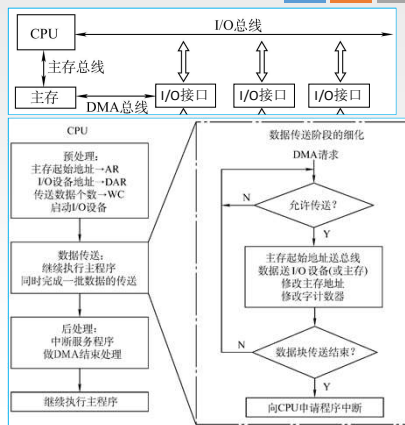 CPU
I/O总线
主存总线
主存
DMA总线
I/O接口
I/O接口
I/O接口
CPU
预处理:
主存起始地址→AR
I/O设备地址→DAR
传送数据个数→WC
启动I/O设备
数据传送:
继续执行主程序
同时完成一批数据的传送
后处理:
中断服务程序
做DMA结束处理
继续执行主程序
数据传送阶段的细化
DMA请求
N
允许传送?
Y
主存起始地址送总线
数据送I/O设备(或主存)
修改主存地址
修改字计数器
N
数据块传送结束?
Y
向CPU申请程序中断